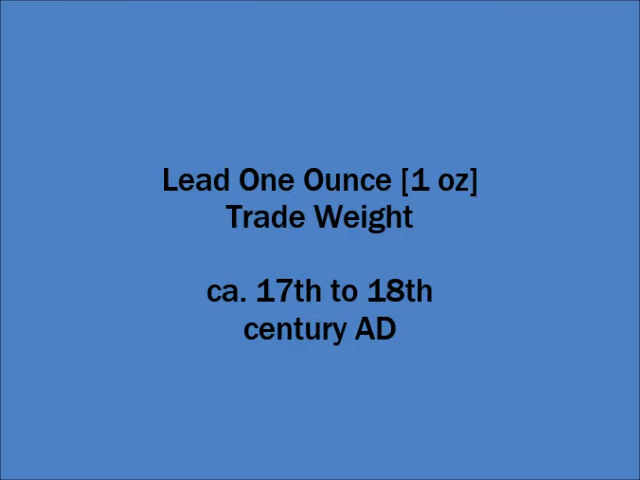 Lead One Ounce [1 oz]
Trade Weight
ca. 17th to 18th
century AD